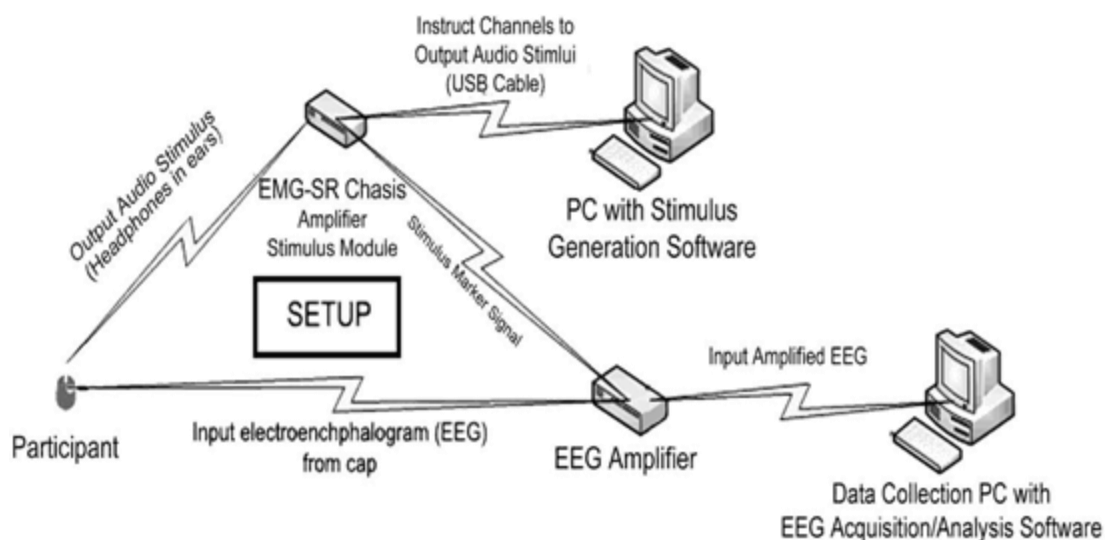 Instruct Channels to
Output Audio Stimlui
(USB Cable)
Output Audio Stimulus
(Headphones in ears)
EMG-SR Chasis
Amplifier
Stimulus Module
PC with Stimulus
Generation Software
Stimulus Marker Signal
SETUP
Input Amplified EEG
Participant
Input electroenchphalogram (EEG)
from cap
EEG Amplifier
Data Collection PC with
EEG Acquisition/Analysis Software